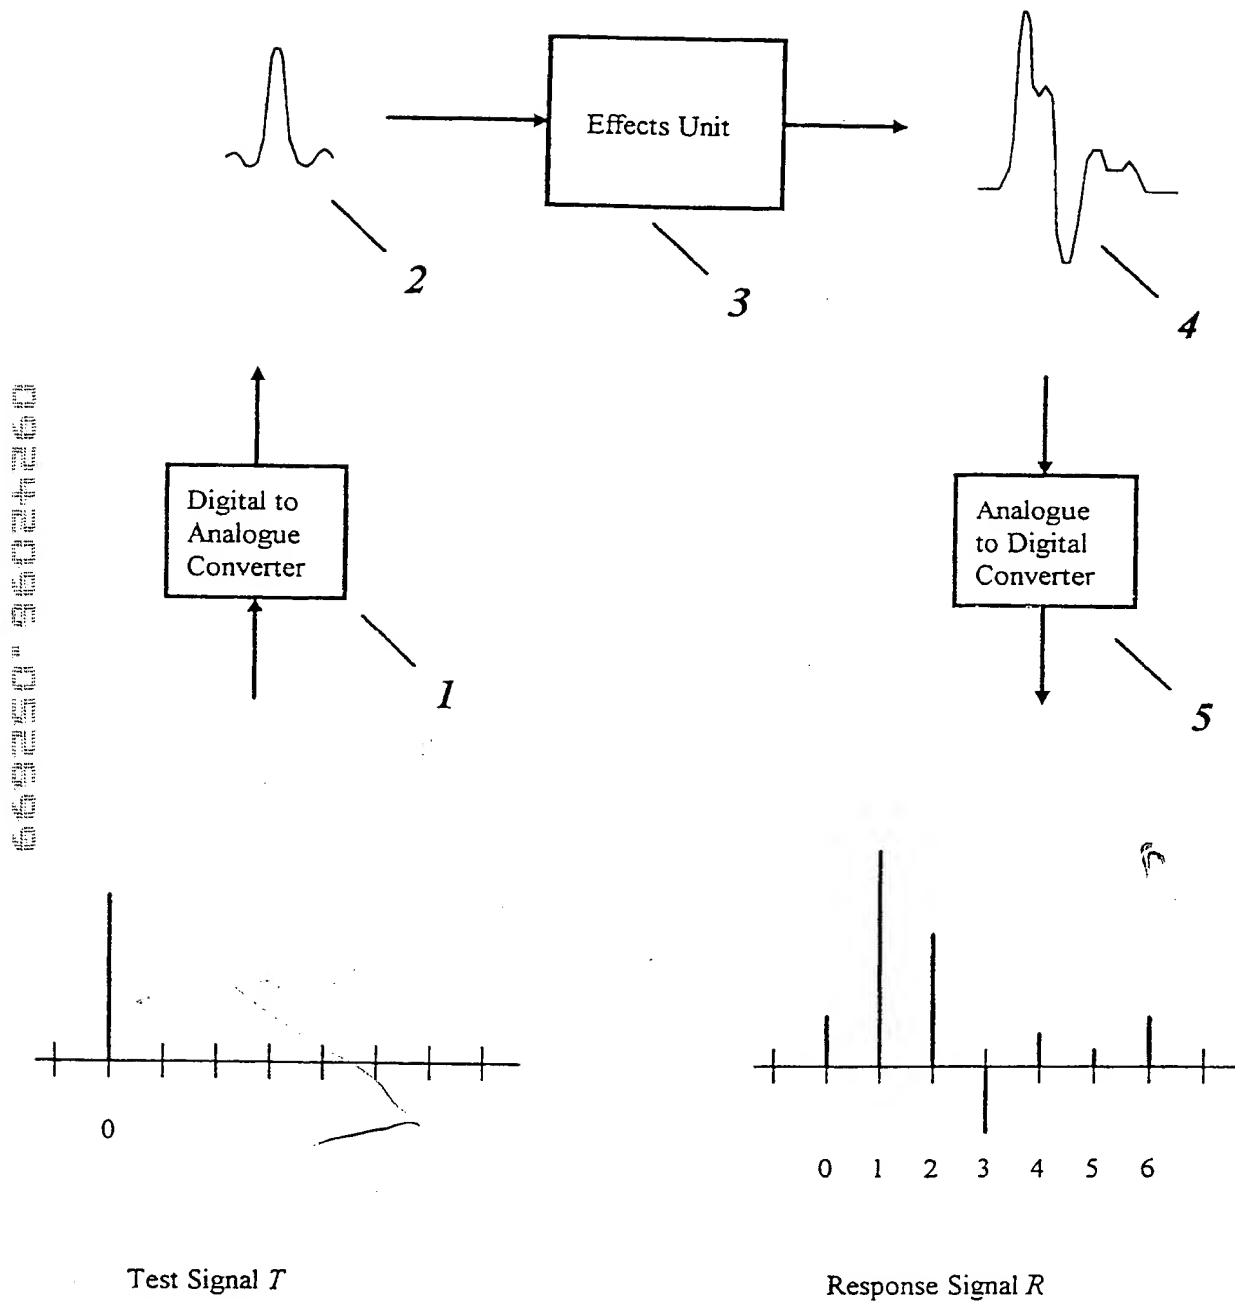 Effects Unit
2
3
4
Digital to
Analogue
Converter
Analogue
to Digital
Converter
1
5
0
0 1 2 3 4 5 6
Test Signal T
Response Signal R